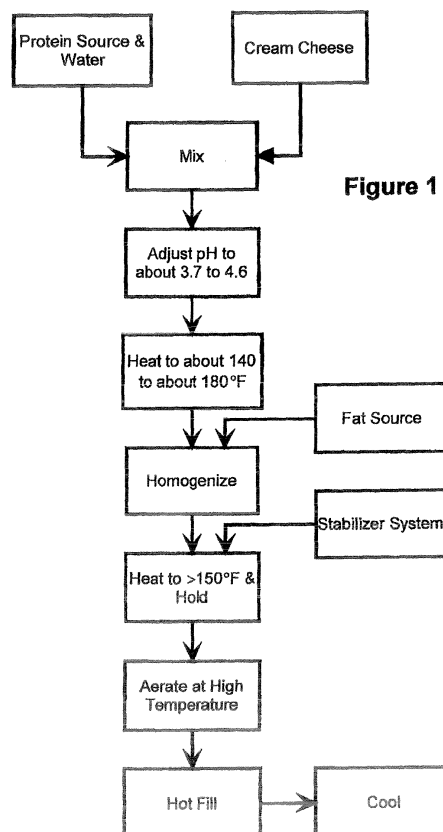 Protein Source &
Water
Cream Cheese
Mix
Figure 1
Adjust pH to
about 3.7 to 4.6
Heat to about 140
to about 180°F
Fat Source
Homogenize
Stabilizer System
Heat to >150°F &
Hold
Aerate at High
Temperature
Hot Fill
Cool